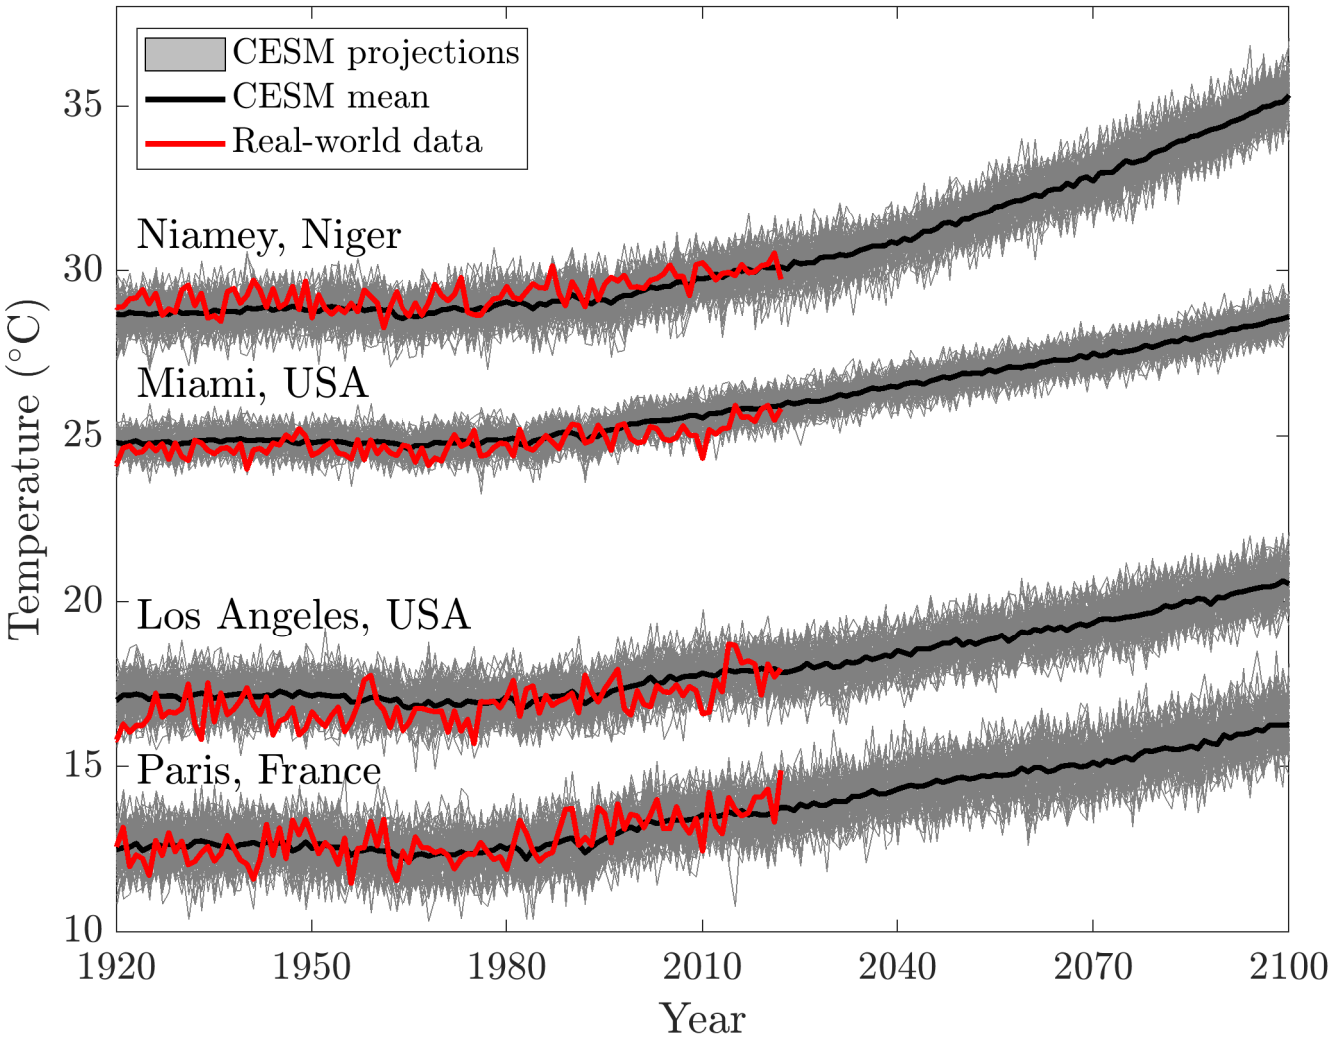 CESM projections
CESM mean
Real-world data
35
Niamey, Niger
30
Miami, USA
25
Temperature (°C)
20
Los Angeles, USA
15
Paris, France
10
1920 1950 1980 2010 2040 2070 2100
Year